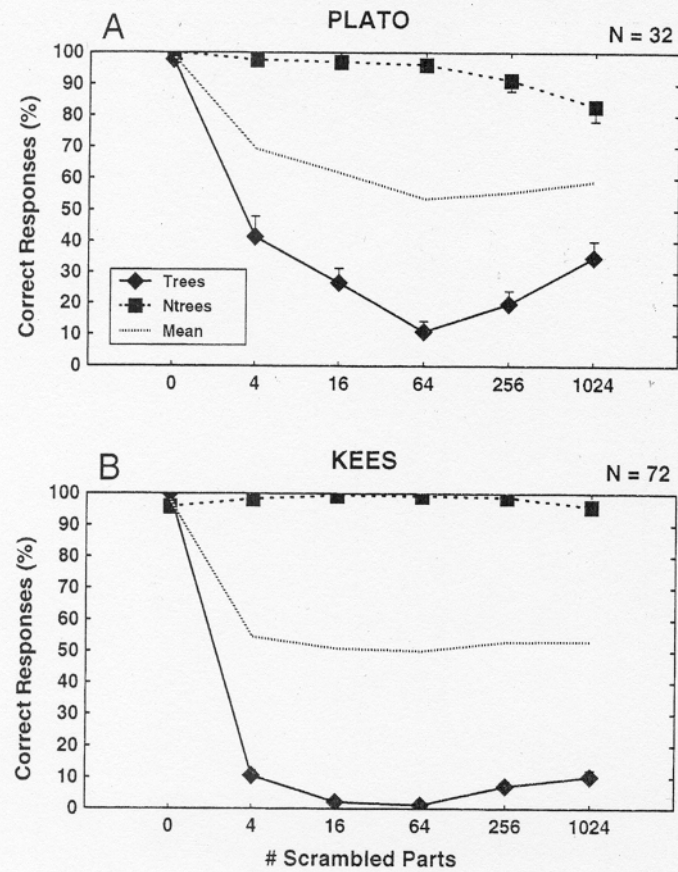 A
PLATO
N = 32
Correct Responses (%)
100
90
80
70
60
50
40
30
20
10
0
Trees
Ntrees
Mean
0 4 16 64 256 1024
B
KEES
N = 72
Correct Responses (%)
100
90
80
70
60
50
40
30
20
10
0
0 4 16 64 256 1024
# Scrambled Parts